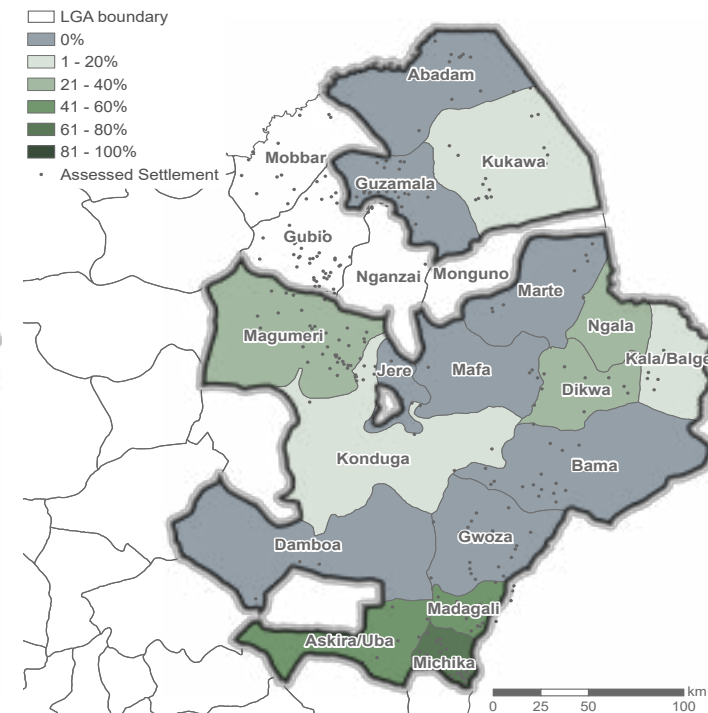 LGA boundary
0%
1 - 20%
21 - 40%
41 - 60%
61 - 80%
81 - 100%
Assessed Settlement
Abadam
Mobbar
Kukawa
Guzamala
Gubio
Nganzai
Monguno
Marte
Magumeri
Ngala
Kala/Balge
Jere
Mafa
Dikwa
Konduga
Bama
Damboa
Gwoza
Madagali
Askira/Uba
Michika
km
0 25 50 100